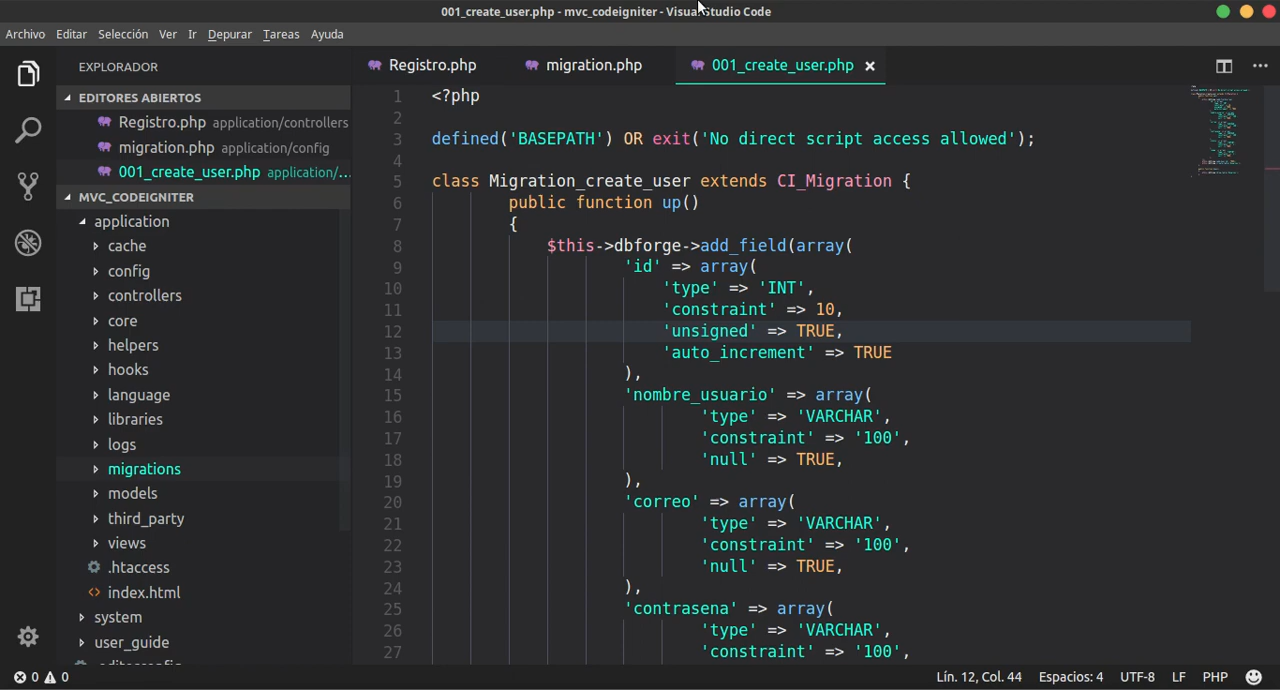 001_create_user.php - mvc_codeigniter - Visual Studio Code
Archivo Editar Selección Ver Ir Depurar Tareas Ayuda
EXPLORADOR
EDITORES ABIERTOS
Registro.php application/controllers
migration.php application/config
001_create_user.php application/...
MVC_CODEIGNITER
application
cache
config
controllers
core
helpers
hooks
language
libraries
logs
migrations
models
third_party
views
.htaccess
index.html
system
user_guide
Registro.php migration.php 001_create_user.php
1 <?php
2
3 defined('BASEPATH') OR exit('No direct script access allowed');
4
5 class Migration_create_user extends CI_Migration {
6 public function up()
7 {
8 $this->dbforge->add_field(array(
9 'id' => array(
10 'type' => 'INT',
11 'constraint' => 10,
12 'unsigned' => TRUE,
13 'auto_increment' => TRUE
14 ),
15 'nombre_usuario' => array(
16 'type' => 'VARCHAR',
17 'constraint' => '100',
18 'null' => TRUE,
19 ),
20 'correo' => array(
21 'type' => 'VARCHAR',
22 'constraint' => '100',
23 'null' => TRUE,
24 ),
25 'contrasena' => array(
26 'type' => 'VARCHAR',
27 'constraint' => '100',
0 0 Lín. 12, Col. 44 Espacios: 4 UTF-8 LF PHP